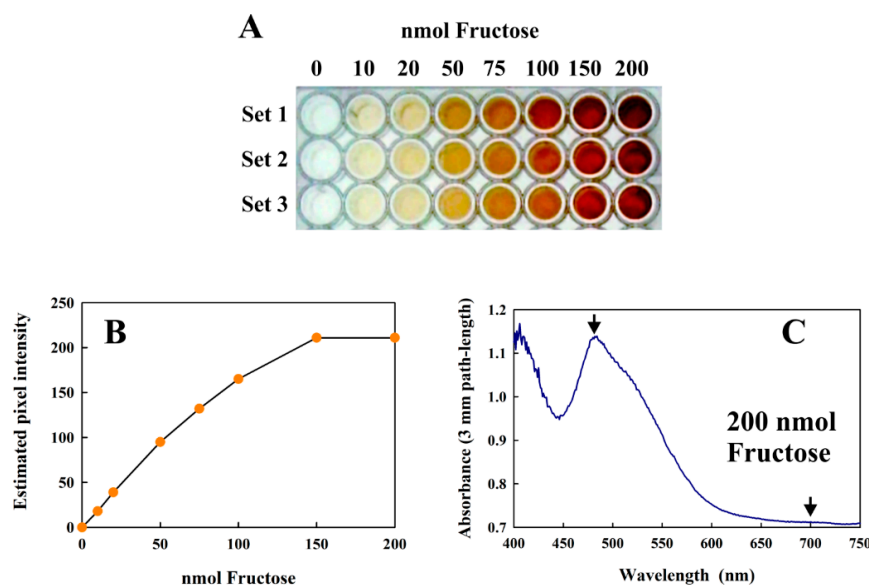 A
nmol Fructose
0 10 20 50 75 100 150 200
Set 1
Set 2
Set 3
B
Estimated pixel intensity
250
200
150
100
50
0
0 50 100 150 200
nmol Fructose
C
Absorbance (3 mm path-length)
1.2
1.1
1.0
0.9
0.8
0.7
200 nmol
Fructose
400 450 500 550 600 650 700 750
Wavelength (nm)